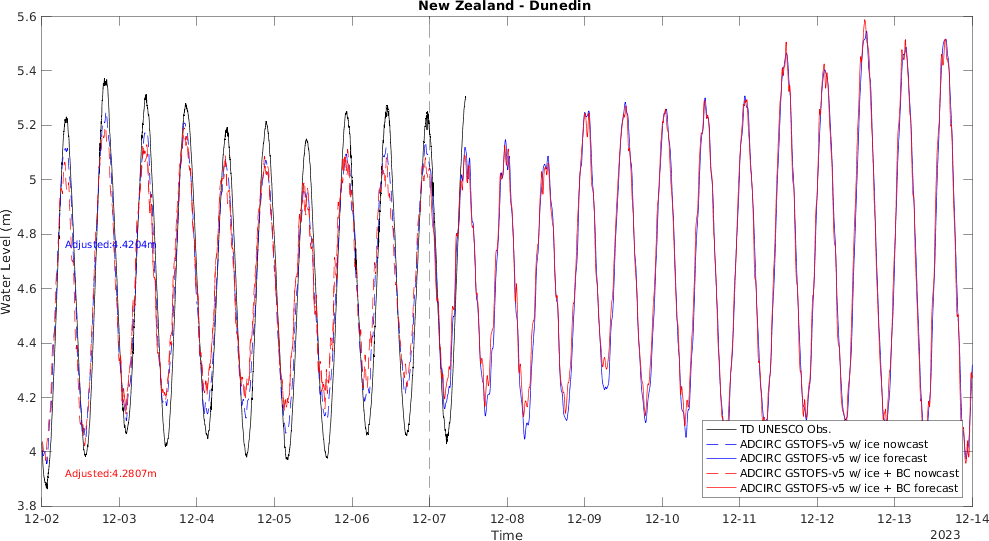 New Zealand - Dunedin
Water Level (m)
5.6
5.4
5.2
5
4.8
4.6
4.4
4.2
4
3.8
Adjusted:4.4204m
Adjusted:4.2807m
TD UNESCO Obs.
ADCIRC GSTOFS-v5 w/ ice nowcast
ADCIRC GSTOFS-v5 w/ ice forecast
ADCIRC GSTOFS-v5 w/ ice + BC nowcast
ADCIRC GSTOFS-v5 w/ ice + BC forecast
12-02 12-03 12-04 12-05 12-06 12-07 12-08 12-09 12-10 12-11 12-12 12-13 12-14
Time
2023